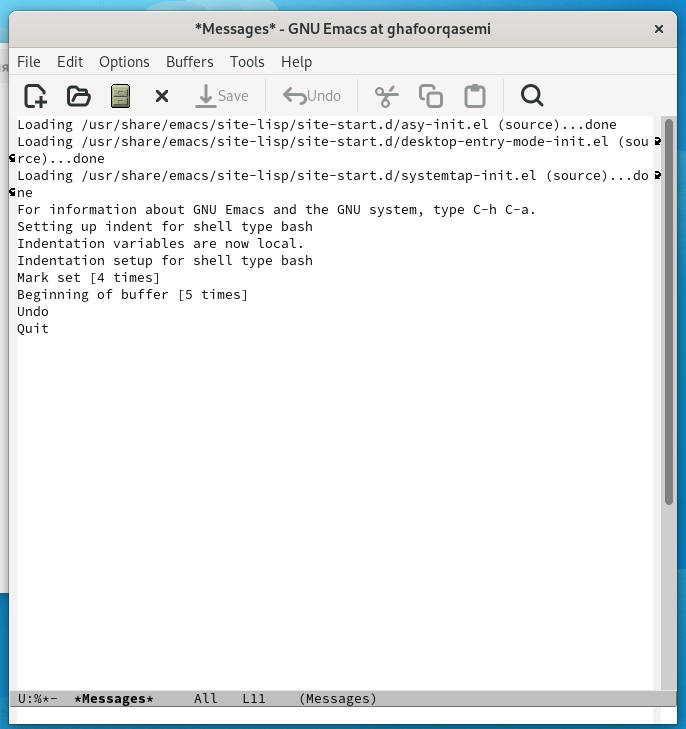 *Messages* - GNU Emacs at ghafoorqasemi
File Edit Options Buffers Tools Help
Save Undo
Loading /usr/share/emacs/site-lisp/site-start.d/asy-init.el (source)...done
Loading /usr/share/emacs/site-lisp/site-start.d/desktop-entry-mode-init.el (sou
rce)...done
Loading /usr/share/emacs/site-lisp/site-start.d/systemtap-init.el (source)...do
ne
For information about GNU Emacs and the GNU system, type C-h C-a.
Setting up indent for shell type bash
Indentation variables are now local.
Indentation setup for shell type bash
Mark set [4 times]
Beginning of buffer [5 times]
Undo
Quit
U:%*- *Messages* All L11 (Messages)